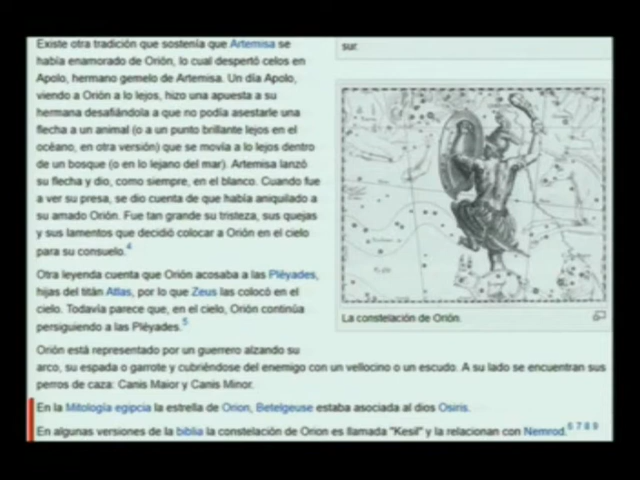 Existe otra tradición que sostenía que Artemisa se
había enamorado de Orión, lo cual despertó celos en
Apolo, hermano gemelo de Artemisa. Un día Apolo,
viendo a Orión a lo lejos, hizo una apuesta a su
hermana desafiándola a que no podía asestarle una
flecha a un animal (o a un punto brillante lejos en el
océano, en otra versión) que se movía a lo lejos dentro
de un bosque (o en lo lejano del mar). Artemisa lanzó
su flecha y dio, como siempre, en el blanco. Cuando fue
a ver su presa, se dio cuenta de que había aniquilado a
su amado Orión. Fue tan grande su tristeza, sus quejas
y sus lamentos que decidió colocar a Orión en el cielo
para su consuelo.4
Otra leyenda cuenta que Orión acosaba a las Pléyades,
hijas del titán Atlas, por lo que Zeus las colocó en el
cielo. Todavía parece que, en el cielo, Orión continúa
persiguiendo a las Pléyades.5
sur.
La constelación de Orión.
Orión está representado por un guerrero alzando su
arco, su espada o garrote y cubriéndose del enemigo con un vellocino o un escudo. A su lado se encuentran sus
perros de caza: Canis Maior y Canis Minor.
En la Mitología egipcia la estrella de Orion, Betelgeuse estaba asociada al dios Osiris.
En algunas versiones de la biblia la constelación de Orion es llamada "Kesil" y la relacionan con Nemrod.6 7 8 9